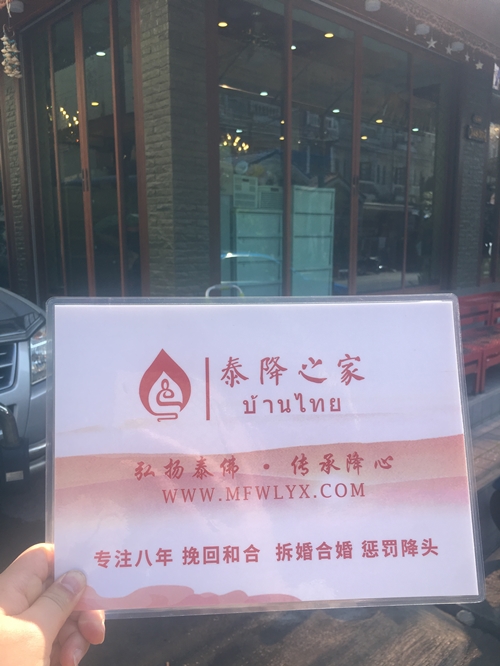 泰降之家
บ้านไทย
弘扬泰佛 · 传承降心
WWW.MFWLYX.COM
专注八年 挽回和合 拆婚合婚 惩罚降头